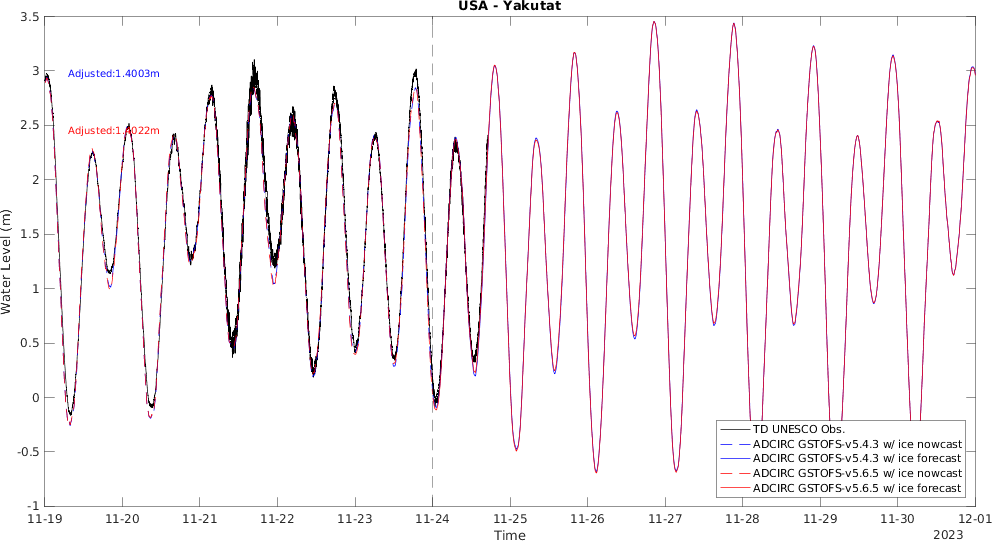 USA - Yakutat
3.5
3
2.5
2
1.5
1
0.5
0
-0.5
-1
Water Level (m)
Adjusted:1.4003m
Adjusted:1.4022m
TD UNESCO Obs.
ADCIRC GSTOFS-v5.4.3 w/ ice nowcast
ADCIRC GSTOFS-v5.4.3 w/ ice forecast
ADCIRC GSTOFS-v5.6.5 w/ ice nowcast
ADCIRC GSTOFS-v5.6.5 w/ ice forecast
11-19 11-20 11-21 11-22 11-23 11-24 11-25 11-26 11-27 11-28 11-29 11-30 12-01
Time
2023